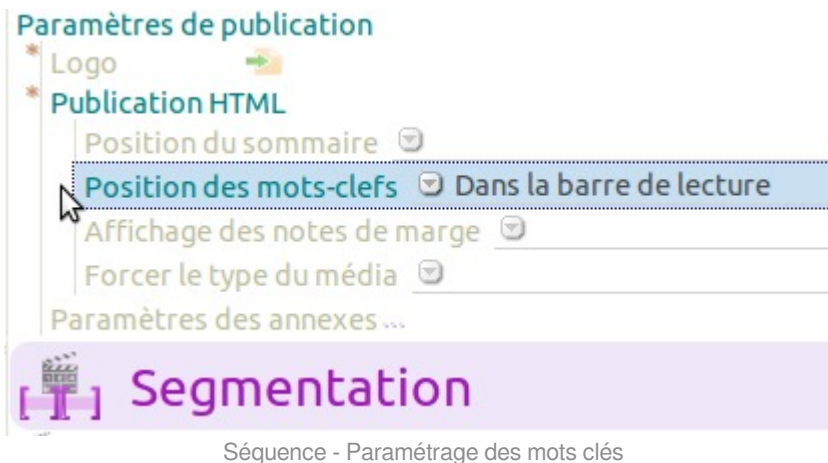 Paramètres de publication
Logo
Publication HTML
Position du sommaire
Position des mots-clefs Dans la barre de lecture
Affichage des notes de marge
Forcer le type du média
Paramètres des annexes ...
Segmentation
Séquence - Paramétrage des mots clés